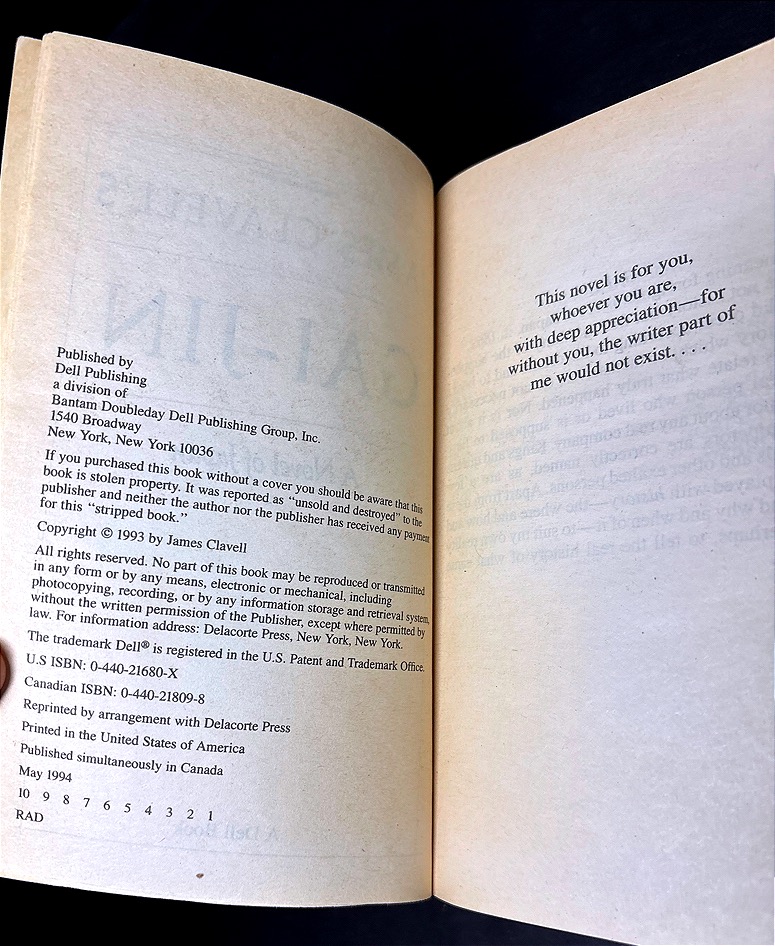 Published by
Dell Publishing
a division of
Bantam Doubleday Dell Publishing Group, Inc.
1540 Broadway
New York, New York 10036
If you purchased this book without a cover you should be aware that this
book is stolen property. It was reported as "unsold and destroyed" to the
publisher and neither the author nor the publisher has received any payment
for this "stripped book."
Copyright © 1993 by James Clavell
All rights reserved. No part of this book may be reproduced or transmitted
in any form or by any means, electronic or mechanical, including
photocopying, recording, or by any information storage and retrieval system,
without the written permission of the Publisher, except where permitted by
law. For information address: Delacorte Press, New York, New York.
The trademark Dell® is registered in the U.S. Patent and Trademark Office.
U.S ISBN: 0-440-21680-X
Canadian ISBN: 0-440-21809-8
Reprinted by arrangement with Delacorte Press
Printed in the United States of America
Published simultaneously in Canada
May 1994
10 9 8 7 6 5 4 3 2 1
RAD
This novel is for you,
whoever you are,
with deep appreciation—for
without you, the writer part of
me would not exist. . . .